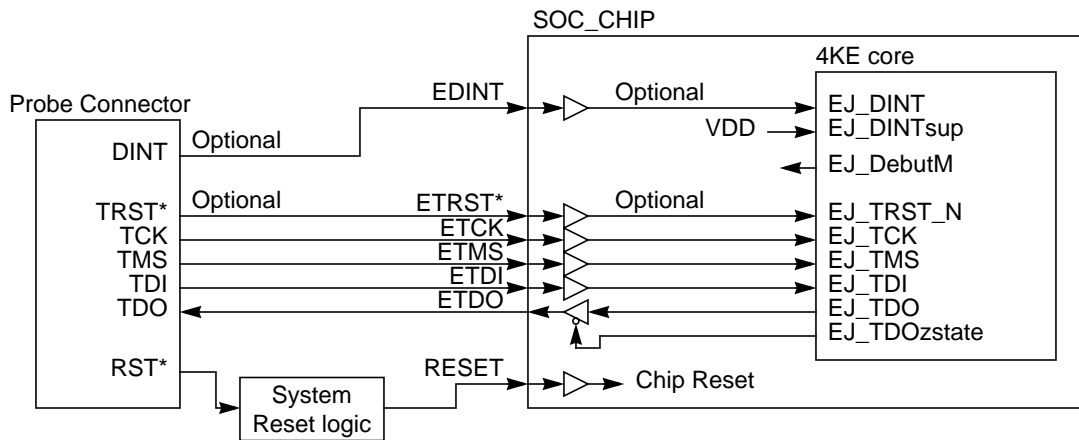 SOC_CHIP
4KE core
Probe Connector
EDINT
Optional
EJ_DINT
DINT
Optional
VDD
EJ_DINTsup
EJ_DebutM
TRST*
Optional
ETRST*
Optional
EJ_TRST_N
TCK
ETCK
EJ_TCK
TMS
ETMS
EJ_TMS
TDI
ETDI
EJ_TDI
TDO
ETDO
EJ_TDO
EJ_TDOzstate
RST*
RESET
Chip Reset
System
Reset logic